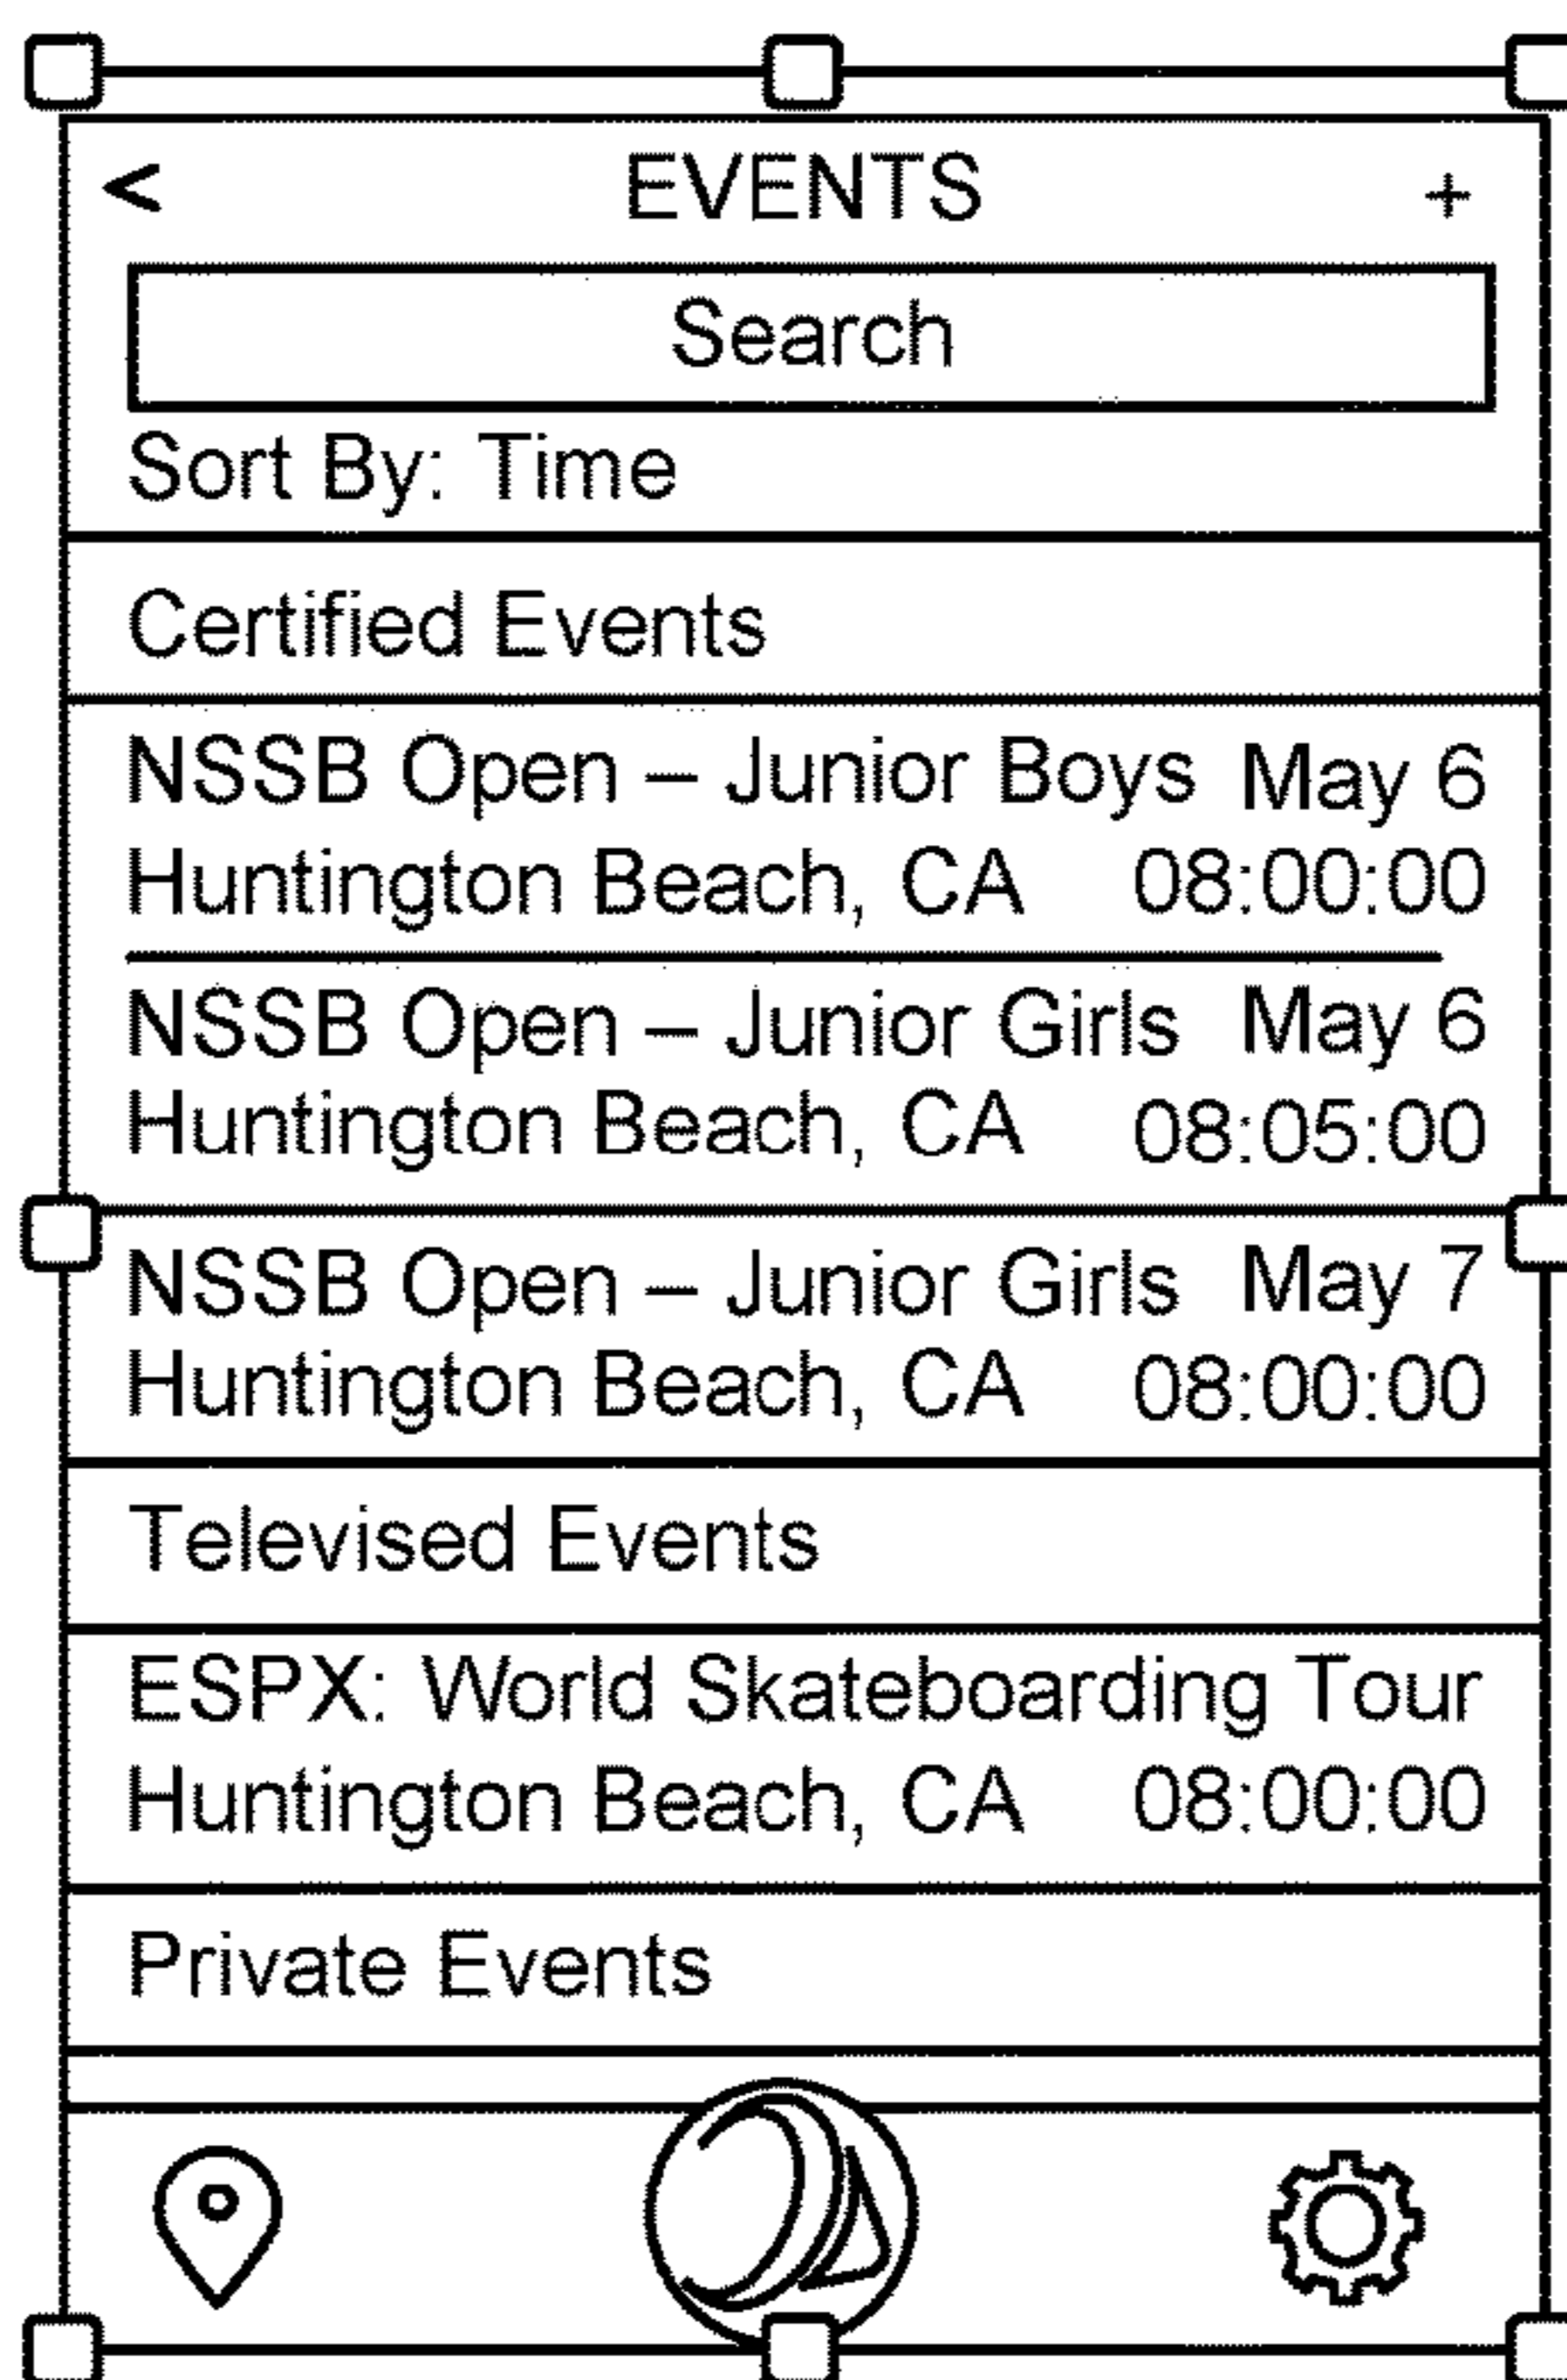 < EVENTS +
Search
Sort By: Time
Certified Events
NSSB Open – Junior Boys May 6
Huntington Beach, CA 08:00:00
NSSB Open – Junior Girls May 6
Huntington Beach, CA 08:05:00
NSSB Open – Junior Girls May 7
Huntington Beach, CA 08:00:00
Televised Events
ESPX: World Skateboarding Tour
Huntington Beach, CA 08:00:00
Private Events